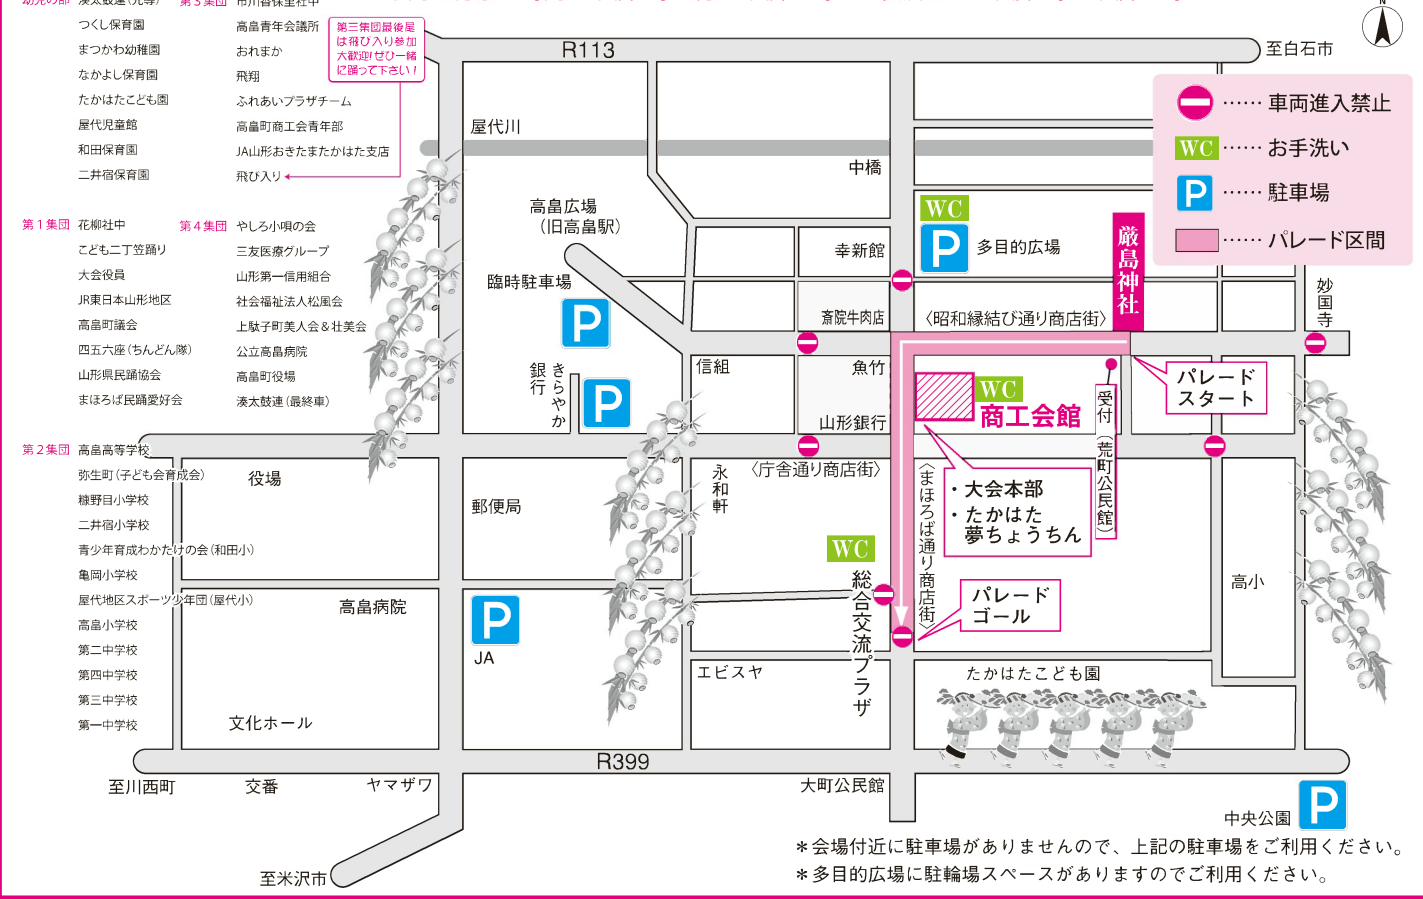 湊太鼓連(先導)
つくし保育園
まつかわ幼稚園
なかよし保育園
たかはたこども園
屋代児童館
和田保育園
二井宿保育園
第3集団
高畠青年会議所
おれまか
飛翔
ふれあいプラザチーム
高畠町商工会青年部
JA山形おきたまたかはた支店
飛び入り
第三集団最後尾
は飛び入り参加
大歓迎!ぜひ一緒
に踊って下さい!
第1集団 花柳社中
こども二丁笠踊り
大会役員
JR東日本山形地区
高畠町議会
四五六座(ちんどん隊)
山形県民踊協会
まほろば民踊愛好会
第4集団 やしろ小唄の会
三友医療グループ
山形第一信用組合
社会福祉法人松風会
上駄子町美人会&壮美会
公立高畠病院
高畠町役場
湊太鼓連(最終車)
第2集団 高畠高等学校
弥生町(子ども会育成会)
糠野目小学校
二井宿小学校
青少年育成わかたけの会(和田小)
亀岡小学校
屋代地区スポーツ少年団(屋代小)
高畠小学校
第二中学校
第四中学校
第三中学校
第一中学校
R113
至白石市
N
車両進入禁止
WC
お手洗い
P
駐車場
パレード区間
屋代川
中橋
高畠広場
(旧高畠駅)
臨時駐車場
P
WC
P
多目的広場
幸新館
厳島神社
妙国寺
斎院牛肉店
〈昭和縁結び通り商店街〉
信組
魚竹
きらやか
銀行
P
山形銀行
WC
商工会館
パレード
スタート
受付(荒町公民館)
〈庁舎通り商店街〉
役場
郵便局
永和軒
〈まほろば通り商店街〉
・大会本部
・たかはた
夢ちょうちん
WC
総合交流プラザ
高小
高畠病院
P
JA
パレード
ゴール
エビスヤ
たかはたこども園
文化ホール
R399
至川西町
交番
ヤマザワ
大町公民館
中央公園
P
至米沢市
＊会場付近に駐車場がありませんので、上記の駐車場をご利用ください。
＊多目的広場に駐輪場スペースがありますのでご利用ください。